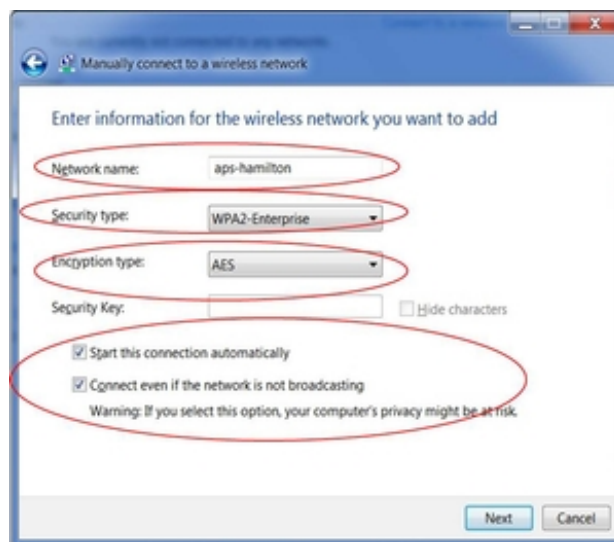 Manually connect to a wireless network
Enter information for the wireless network you want to add
Network name: aps-hamilton
Security type: WPA2-Enterprise
Encryption type: AES
Security Key: Hide characters
Start this connection automatically
Connect even if the network is not broadcasting
Warning: If you select this option, your computer's privacy might be at risk.
Next Cancel